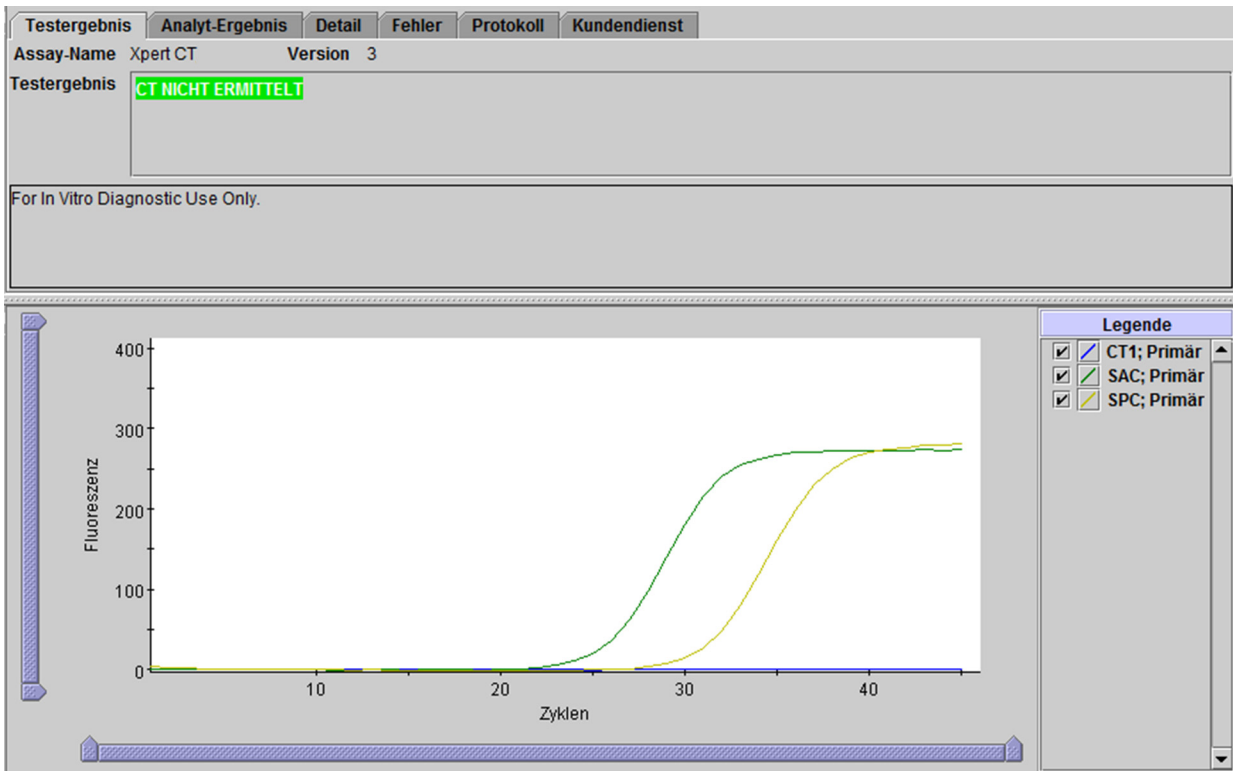 Testergebnis Analyt-Ergebnis Detail Fehler Protokoll Kundendienst
Assay-Name Xpert CT Version 3
Testergebnis CT NICHT ERMITTELT
For In Vitro Diagnostic Use Only.
Legende
CT1; Primär
SAC; Primär
SPC; Primär
400
300
200
100
0
Fluoreszenz
10 20 30 40
Zyklen